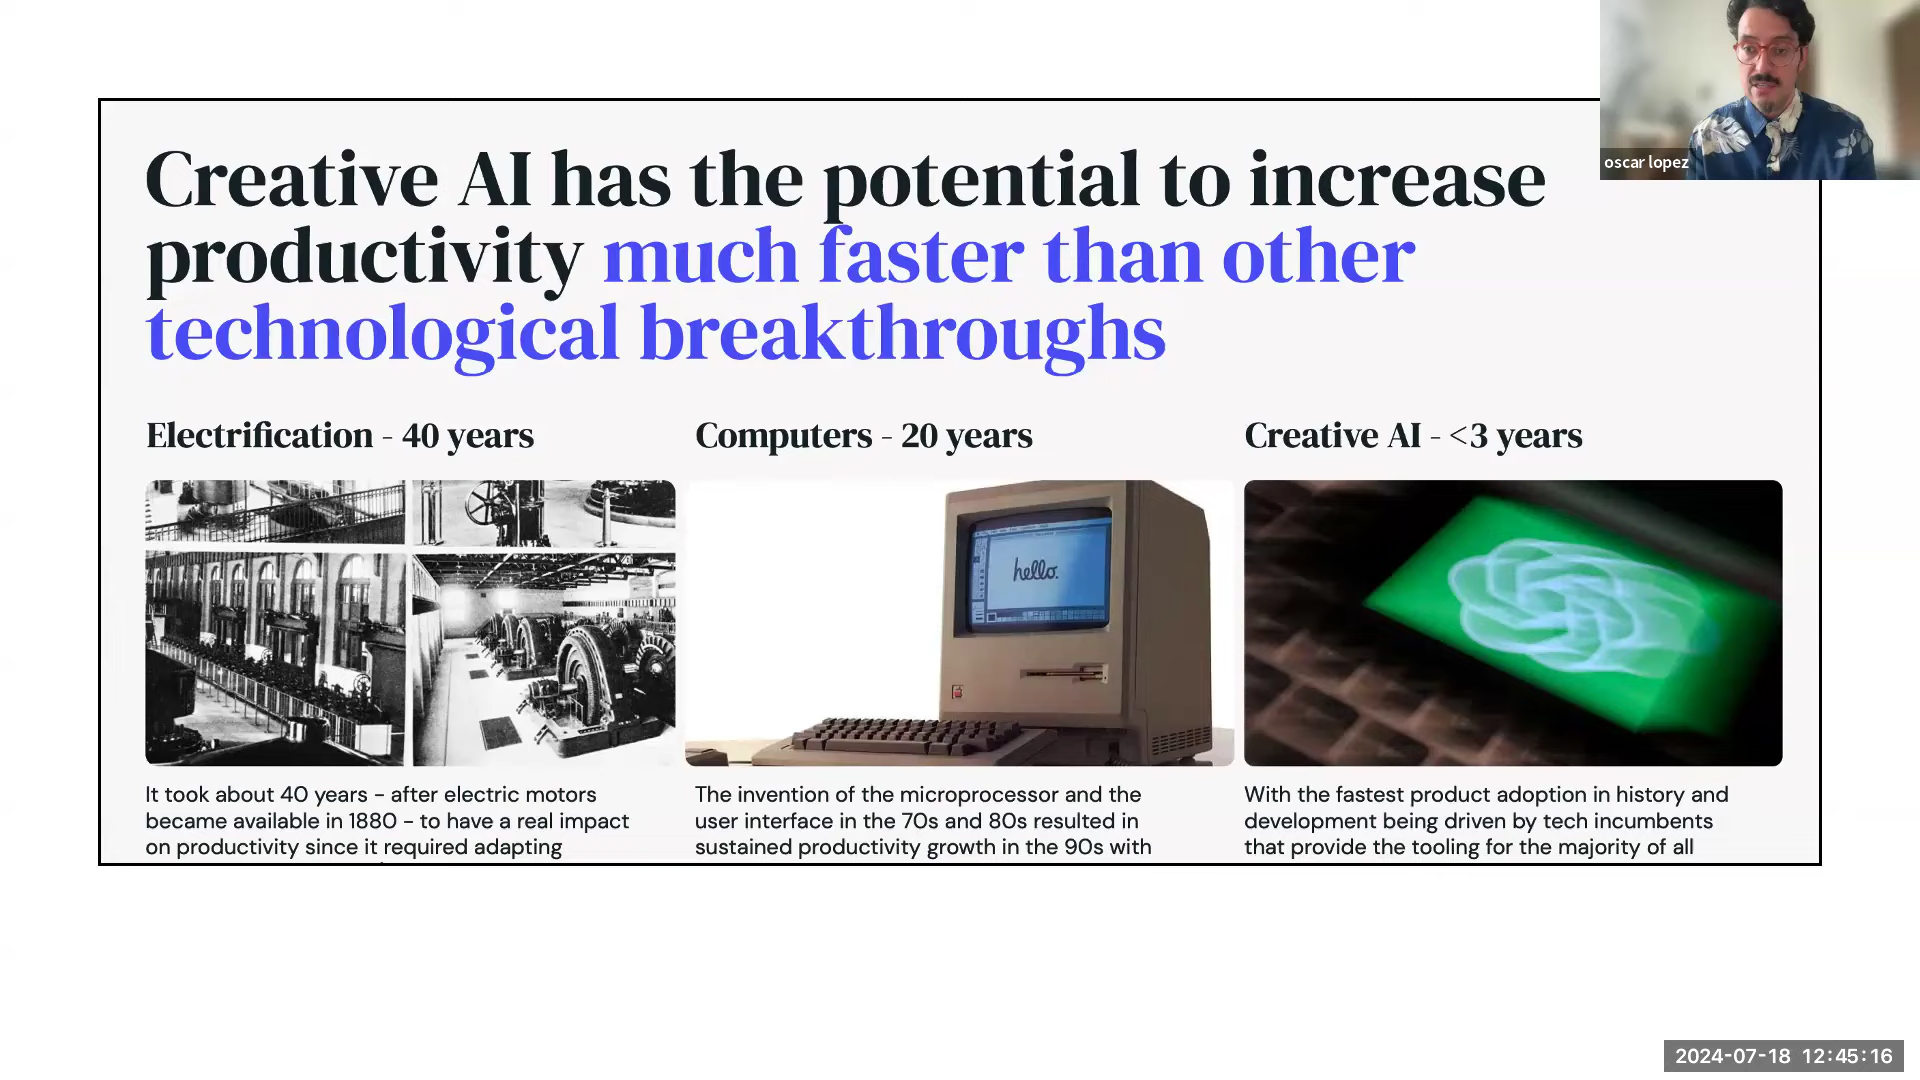 Creative AI has the potential to increase
productivity much faster than other
technological breakthroughs
oscar lopez
Electrification - 40 years
Computers - 20 years
Creative AI - <3 years
hello.
It took about 40 years – after electric motors
became available in 1880 – to have a real impact
on productivity since it required adapting
The invention of the microprocessor and the
user interface in the 70s and 80s resulted in
sustained productivity growth in the 90s with
With the fastest product adoption in history and
development being driven by tech incumbents
that provide the tooling for the majority of all
2024-07-18 12:45:16